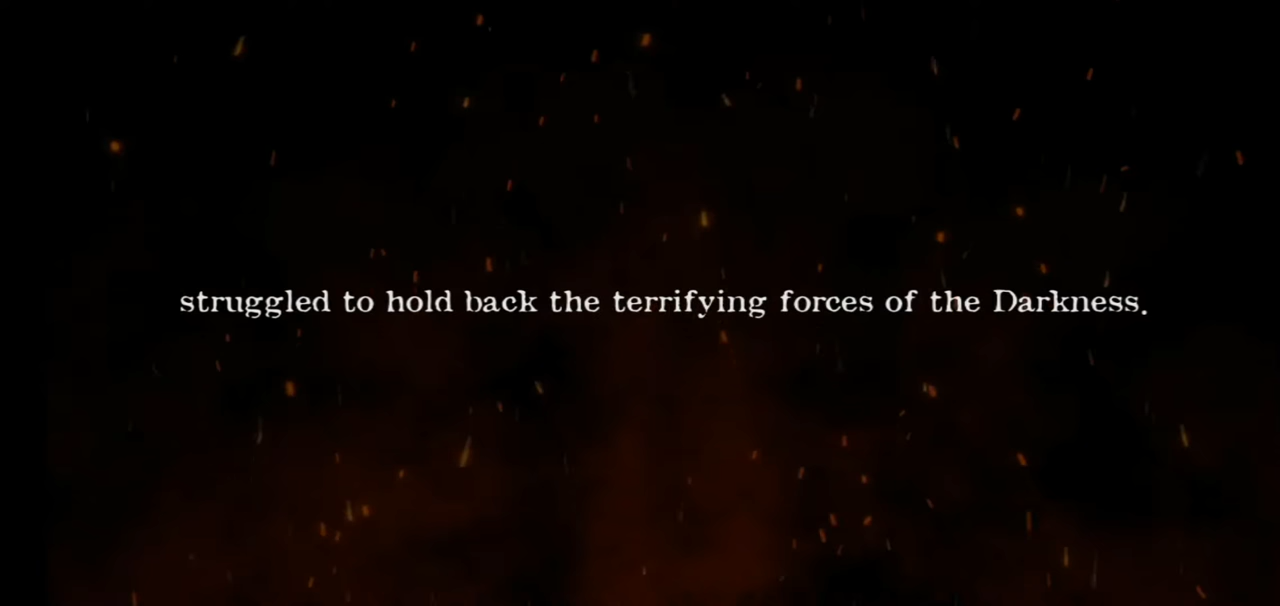 struggled to hold back the terrifying forces of the Darkness.